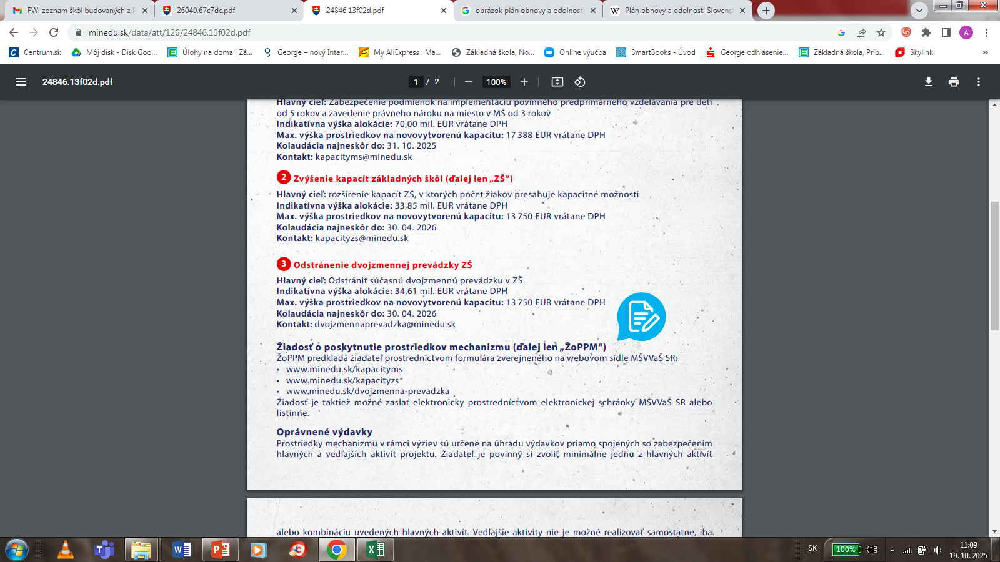 FW: zoznam škôl budovaných z P
26049.67c7dc.pdf
24846.13f02d.pdf
obrázok plán obnovy a odolnosti
Plán obnovy a odolnosti Slovensk
minedu.sk/data/att/126/24846.13f02d.pdf
A
Centrum.sk
Môj disk - Disk Goo...
Úlohy na doma | Zá...
George – nový Inter...
My AliExpress : Ma...
Základná škola, No...
Online výučba
SmartBooks - Úvod
George odhlásenie...
Základná škola, Prib...
Skylink
»
24846.13f02d.pdf
1 / 2
100%
Hlavný cieľ: Zabezpečenie podmienok na implementáciu povinného predprimárneho vzdelávania pre deti
od 5 rokov a zavedenie právneho nároku na miesto v MŠ od 3 rokov
Indikatívna výška alokácie: 70,00 mil. EUR vrátane DPH
Max. výška prostriedkov na novovytvorenú kapacitu: 17 388 EUR vrátane DPH
Kolaudácia najneskôr do: 31. 10. 2025
Kontakt: kapacityms@minedu.sk
2 Zvýšenie kapacít základných škôl (ďalej len „ZŠ“)
Hlavný cieľ: rozšírenie kapacít ZŠ, v ktorých počet žiakov presahuje kapacitné možnosti
Indikatívna výška alokácie: 33,85 mil. EUR vrátane DPH
Max. výška prostriedkov na novovytvorenú kapacitu: 13 750 EUR vrátane DPH
Kolaudácia najneskôr do: 30. 04. 2026
Kontakt: kapacityzs@minedu.sk
3 Odstránenie dvojzmennej prevádzky ZŠ
Hlavný cieľ: Odstrániť súčasnú dvojzmennú prevádzku v ZŠ
Indikatívna výška alokácie: 34,61 mil. EUR vrátane DPH
Max. výška prostriedkov na novovytvorenú kapacitu: 13 750 EUR vrátane DPH
Kolaudácia najneskôr do: 30. 04. 2026
Kontakt: dvojzmennaprevadzka@minedu.sk
Žiadosť o poskytnutie prostriedkov mechanizmu (ďalej len „ŽoPPM“)
ŽoPPM predkladá žiadateľ prostredníctvom formulára zverejneného na webovom sídle MŠVVaŠ SR:
• www.minedu.sk/kapacityms
• www.minedu.sk/kapacityzs
• www.minedu.sk/dvojzmenna-prevadzka
Žiadosť je taktiež možné zaslať elektronicky prostredníctvom elektronickej schránky MŠVVaŠ SR alebo
listinne.
Oprávnené výdavky
Prostriedky mechanizmu v rámci výziev sú určené na úhradu výdavkov priamo spojených so zabezpečením
hlavných a vedľajších aktivít projektu. Žiadateľ je povinný si zvoliť minimálne jednu z hlavných aktivít
alebo kombináciu uvedených hlavných aktivít. Vedľajšie aktivity nie je možné realizovať samostatne, iba.
SK
100%
11:09
19. 10. 2025